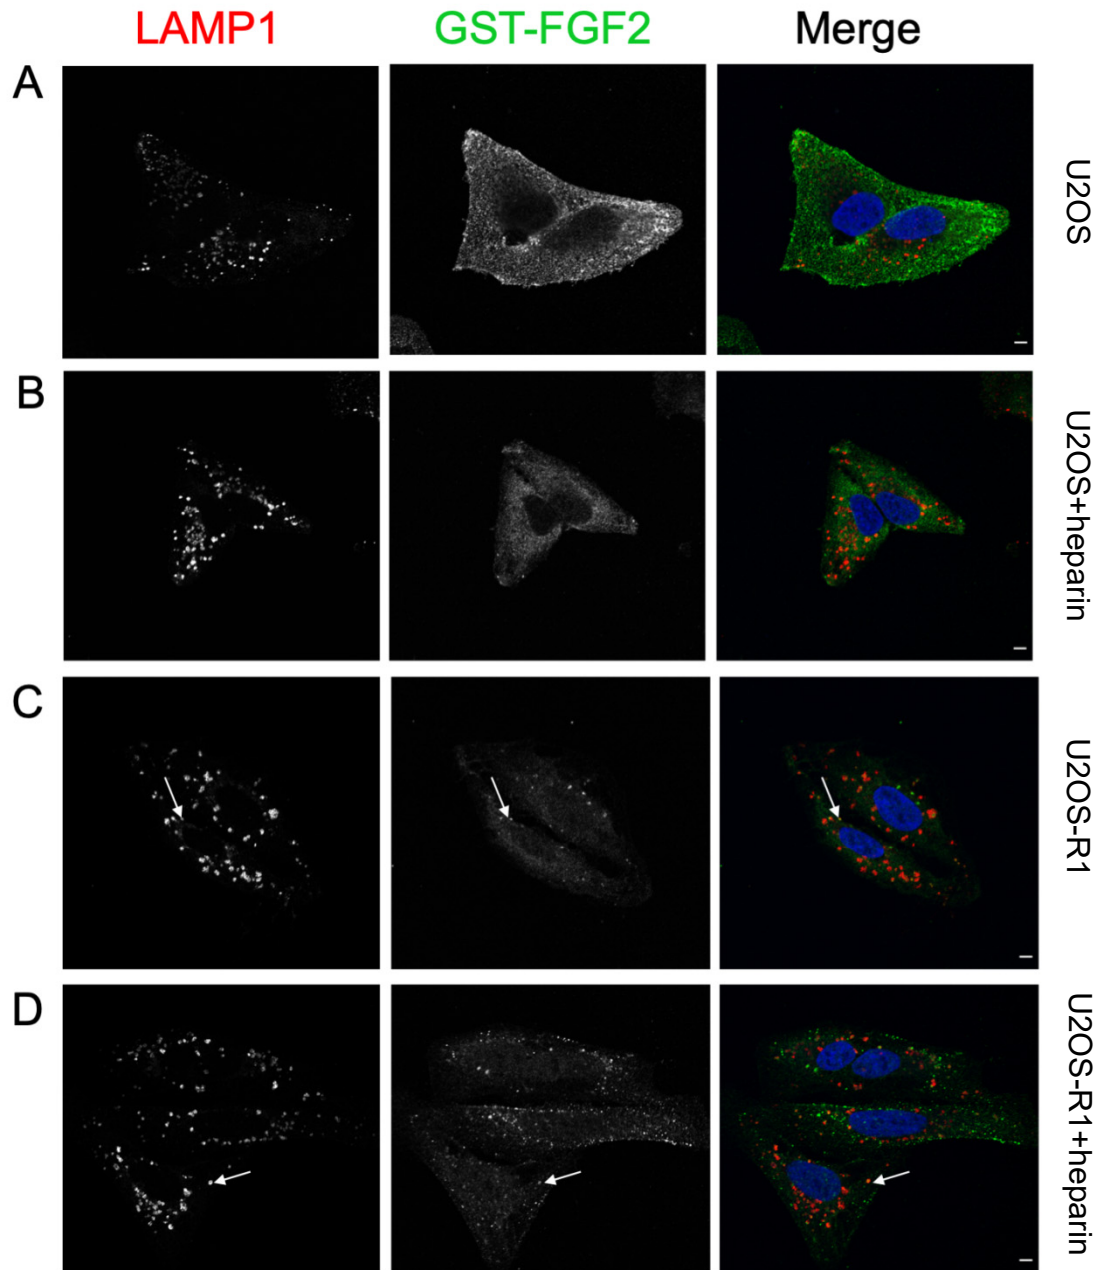 LAMP1 GST-FGF2 Merge
A
U2OS
B
U2OS+heparin
C
U2OS-R1
D
U2OS-R1+heparin